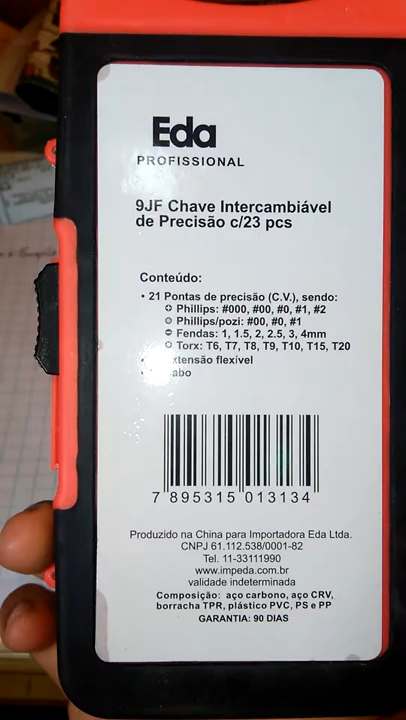 Eda
PROFISSIONAL
9JF Chave Intercambiável
de Precisão c/23 pcs
Conteúdo:
• 21 Pontas de precisão (C.V.), sendo:
Phillips: #000, #00, #0, #1, #2
Phillips/pozi: #00, #0, #1
Fendas: 1, 1.5, 2, 2.5, 3, 4mm
Torx: T6, T7, T8, T9, T10, T15, T20
flexível
7 895315 013134
Produzido na China para Importadora Eda Ltda.
CNPJ 61.112.538/0001-82
Tel. 11-33111990
www.impeda.com.br
validade indeterminada
Composição: aço carbono, aço CRV,
borracha TPR, plástico PVC, PS e PP
GARANTIA: 90 DIAS